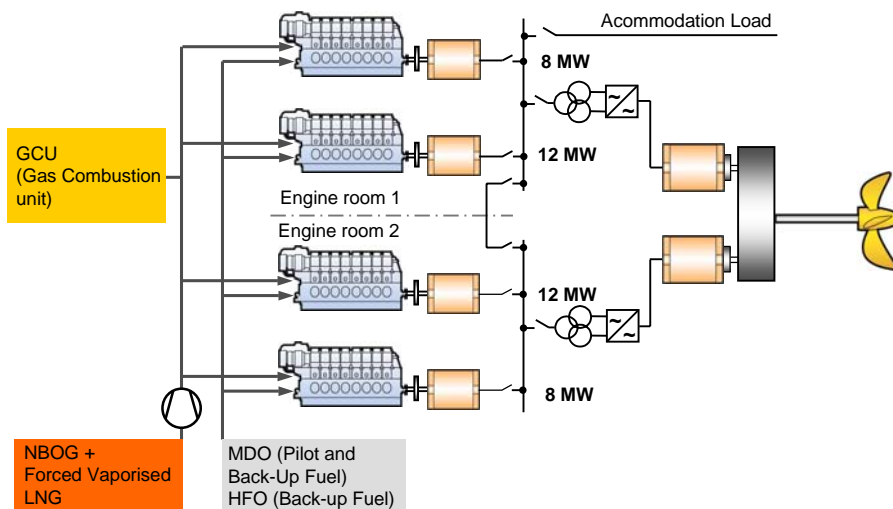 Acommodation Load
8 MW
12 MW
GCU
(Gas Combustion
unit)
Engine room 1
Engine room 2
12 MW
8 MW
NBOG +
Forced Vaporised
LNG
MDO (Pilot and
Back-Up Fuel)
HFO (Back-up Fuel)